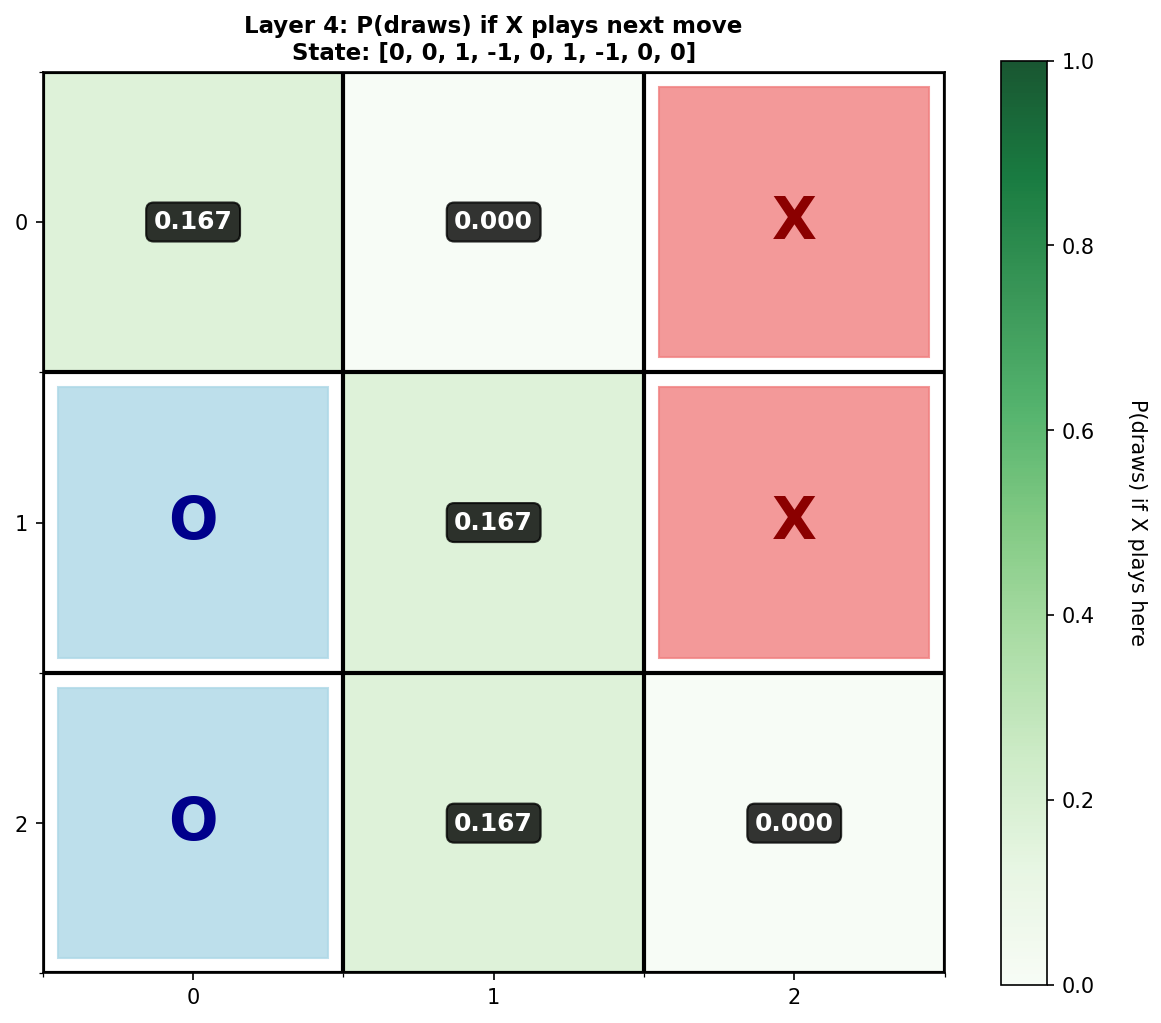 Layer 4: P(draws) if X plays next move
State: [0, 0, 1, -1, 0, 1, -1, 0, 0]
0
0.167
0.000
X
1
O
0.167
X
2
O
0.167
0.000
0
1
2
1.0
0.8
0.6
0.4
0.2
0.0
P(draws) if X plays here